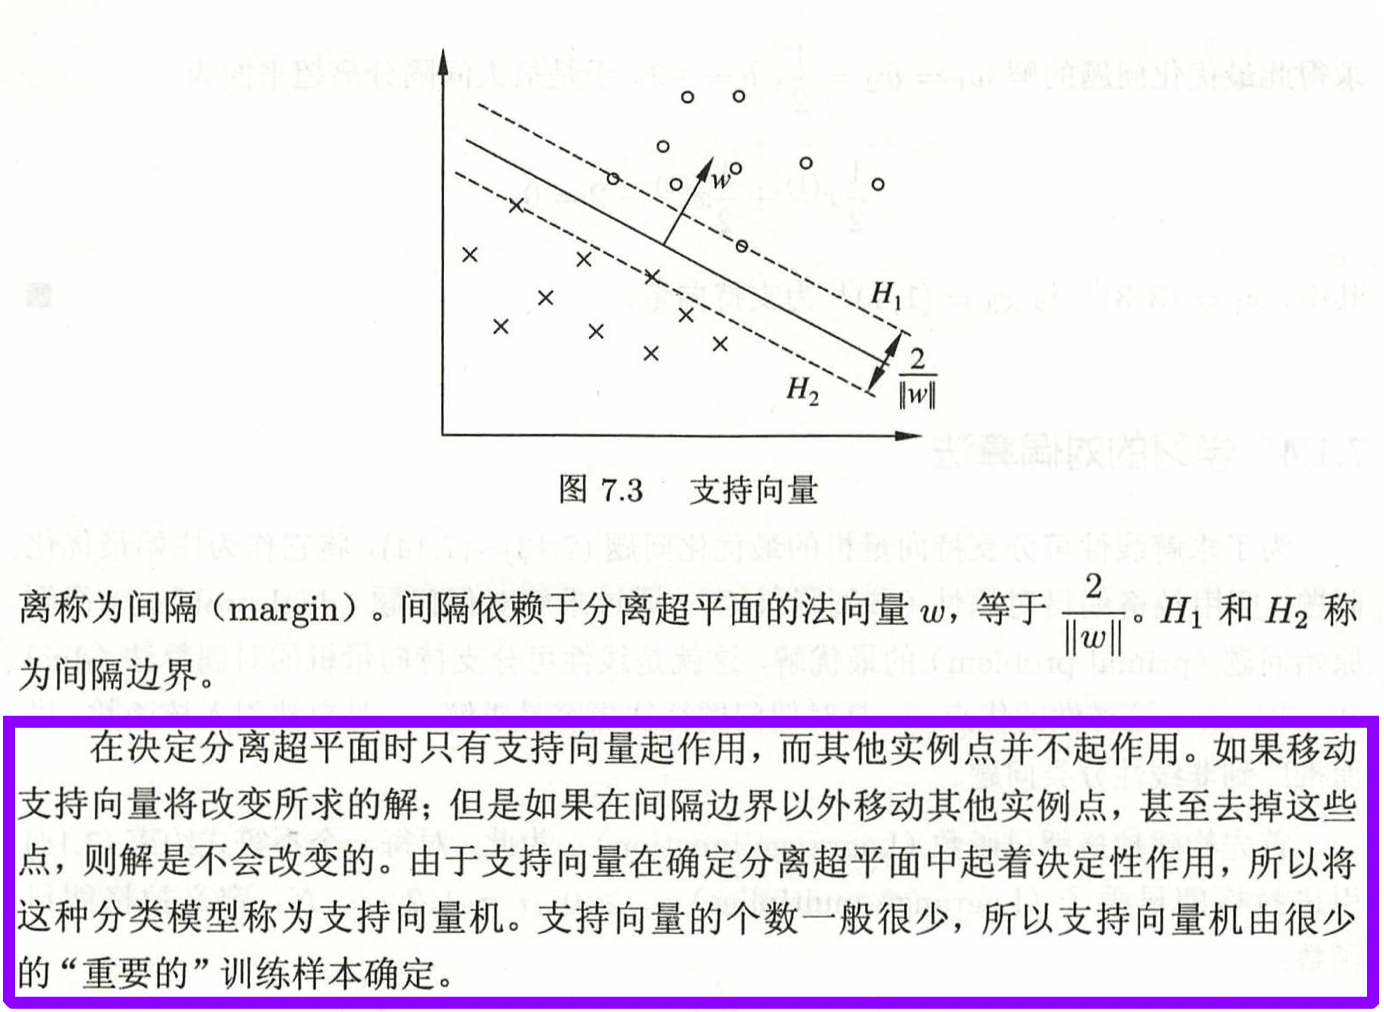 w
H₁
2
‖w‖
H₂
图 7.3 支持向量
离称为间隔（margin）。间隔依赖于分离超平面的法向量 w，等于 2/‖w‖。H₁ 和 H₂ 称
为间隔边界。
在决定分离超平面时只有支持向量起作用，而其他实例点并不起作用。如果移动
支持向量将改变所求的解；但是如果在间隔边界以外移动其他实例点，甚至去掉这些
点，则解是不会改变的。由于支持向量在确定分离超平面中起着决定性作用，所以将
这种分类模型称为支持向量机。支持向量的个数一般很少，所以支持向量机由很少
的“重要的”训练样本确定。